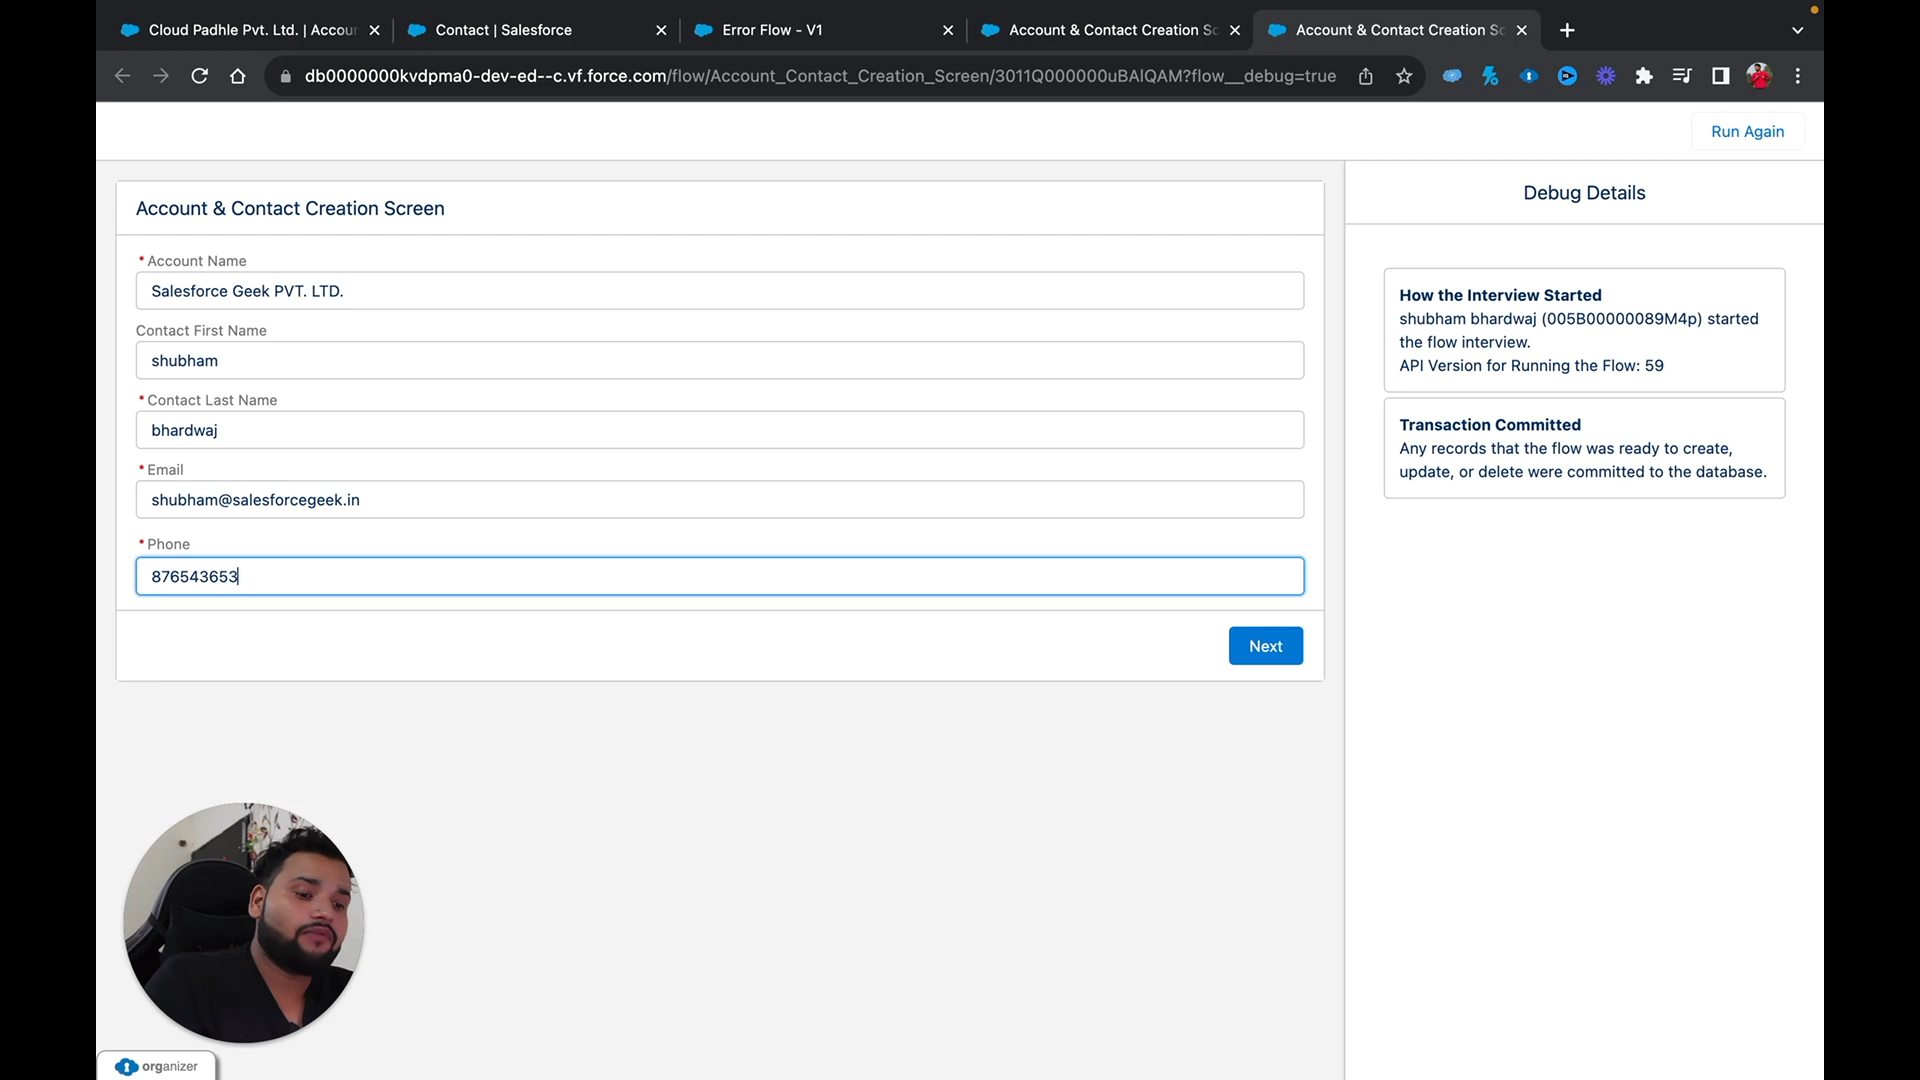 Cloud Padhle Pvt. Ltd. | Accour
Contact | Salesforce
Error Flow - V1
Account & Contact Creation Sc
Account & Contact Creation Sc
db0000000kvdpma0-dev-ed--c.vf.force.com/flow/Account_Contact_Creation_Screen/3011Q000000uBAlQAM?flow__debug=true
Run Again
Account & Contact Creation Screen
Debug Details
* Account Name
Salesforce Geek PVT. LTD.
Contact First Name
shubham
* Contact Last Name
bhardwaj
* Email
shubham@salesforcegeek.in
* Phone
876543653
Next
How the Interview Started
shubham bhardwaj (005B00000089M4p) started
the flow interview.
API Version for Running the Flow: 59
Transaction Committed
Any records that the flow was ready to create,
update, or delete were committed to the database.
organizer